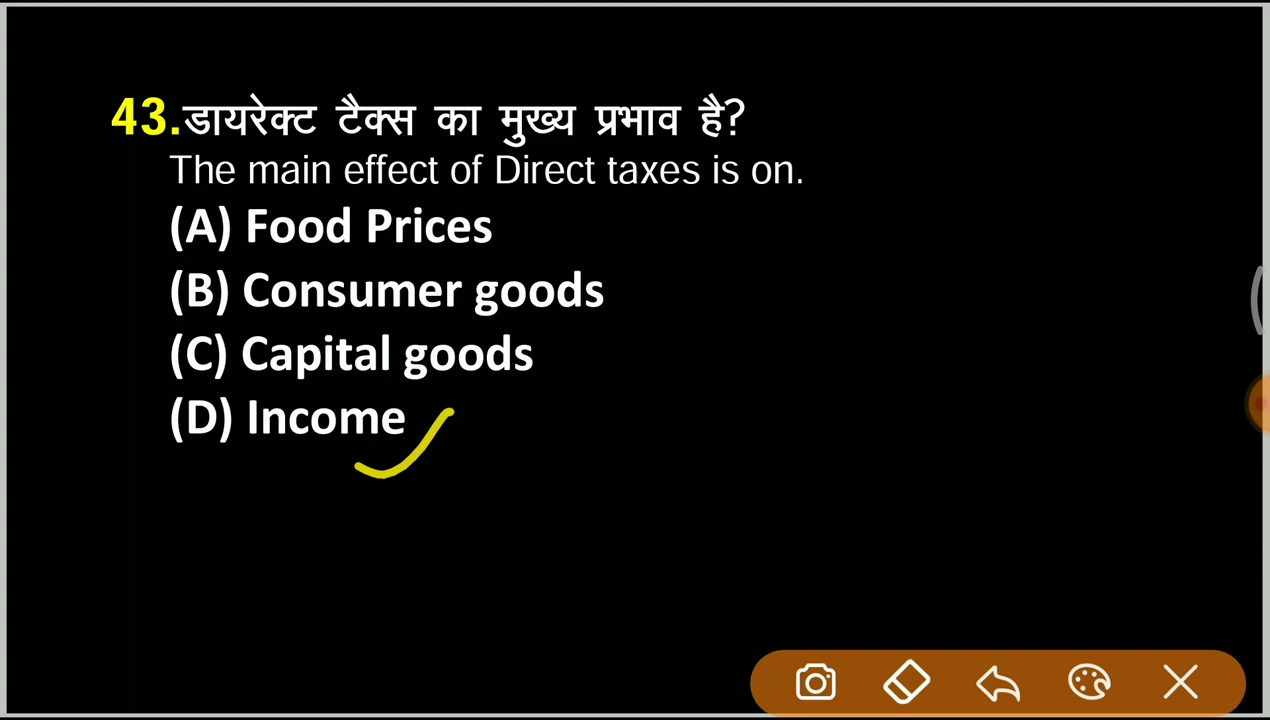 43.डायरेक्ट टैक्स का मुख्य प्रभाव है?
The main effect of Direct taxes is on.
(A) Food Prices
(B) Consumer goods
(C) Capital goods
(D) Income